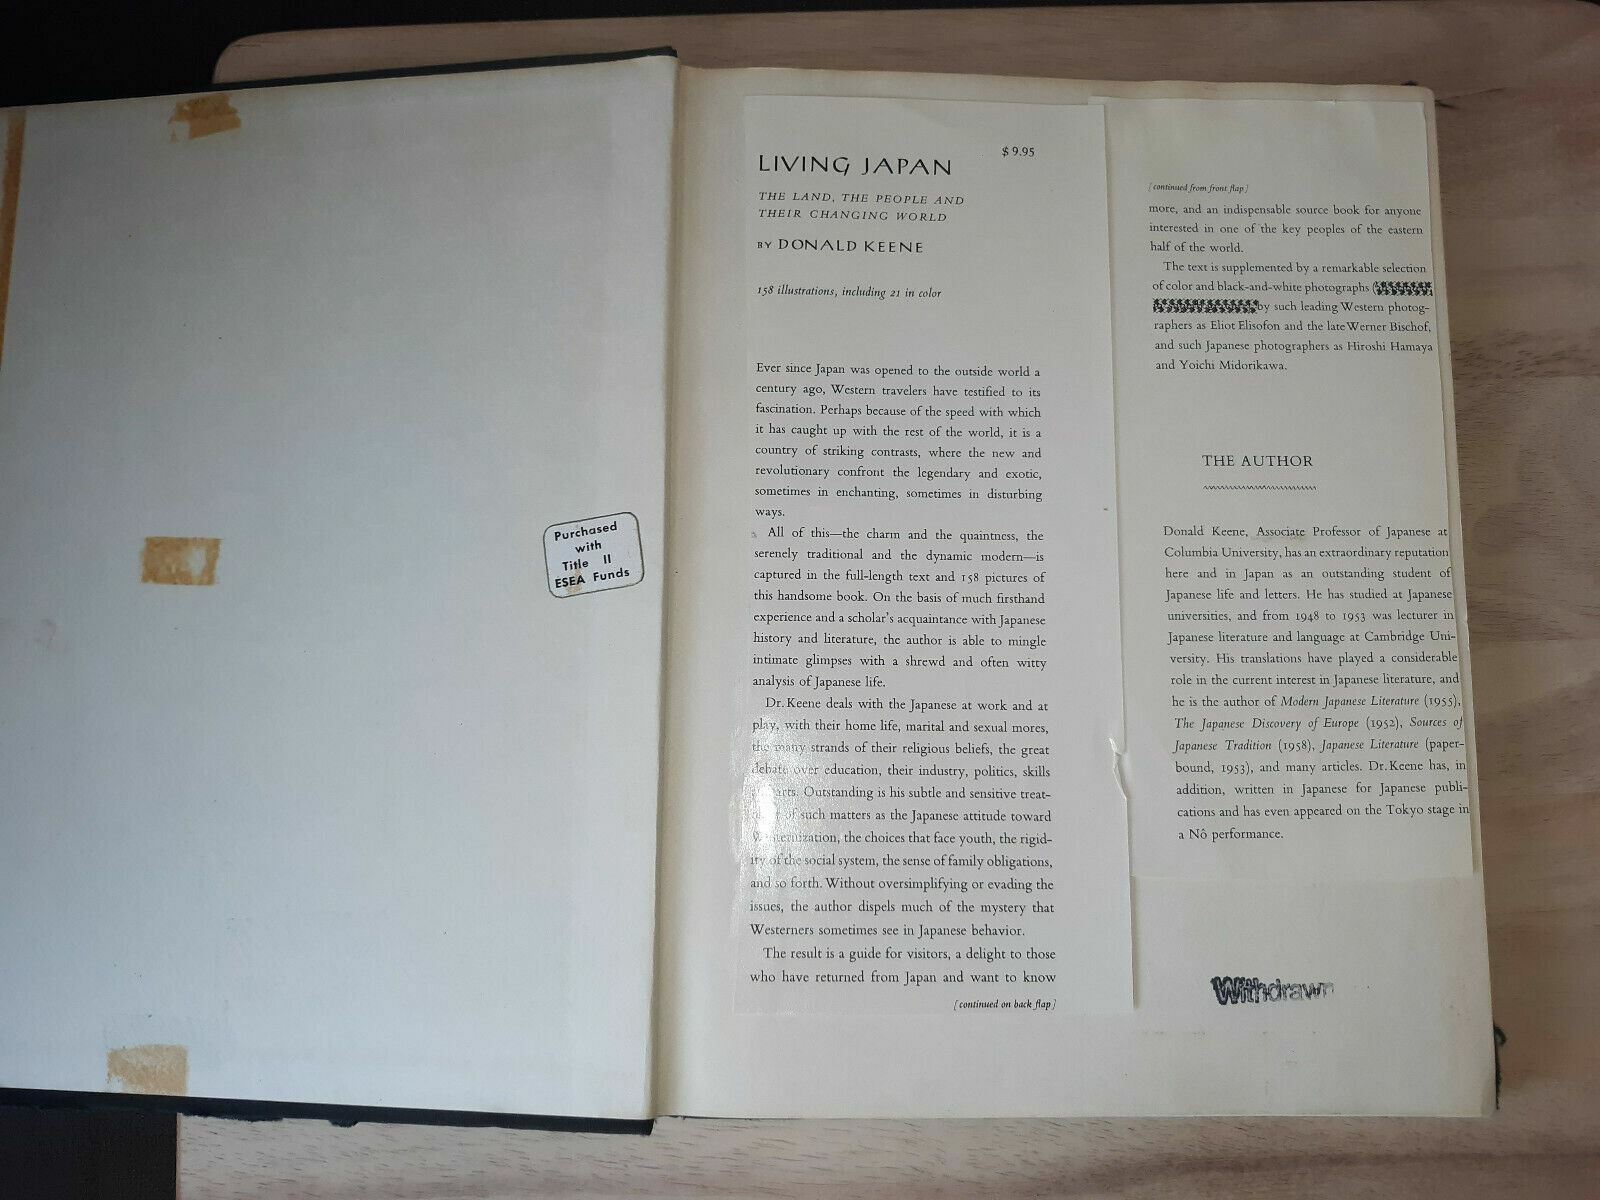 Purchased
with
Title II
ESEA Funds
$9.95
LIVING JAPAN
THE LAND, THE PEOPLE AND
THEIR CHANGING WORLD
BY DONALD KEENE
158 illustrations, including 21 in color
Ever since Japan was opened to the outside world a
century ago, Western travelers have testified to its
fascination. Perhaps because of the speed with which
it has caught up with the rest of the world, it is a
country of striking contrasts, where the new and
revolutionary confront the legendary and exotic,
sometimes in enchanting, sometimes in disturbing
ways.
All of this—the charm and the quaintness, the
serenely traditional and the dynamic modern—is
captured in the full-length text and 158 pictures of
this handsome book. On the basis of much firsthand
experience and a scholar's acquaintance with Japanese
history and literature, the author is able to mingle
intimate glimpses with a shrewd and often witty
analysis of Japanese life.
Dr. Keene deals with the Japanese at work and at
play, with their home life, marital and sexual mores,
the many strands of their religious beliefs, the great
debate over education, their industry, politics, skills
arts. Outstanding is his subtle and sensitive treat-
of such matters as the Japanese attitude toward
Westernization, the choices that face youth, the rigid-
ity of the social system, the sense of family obligations,
and so forth. Without oversimplifying or evading the
issues, the author dispels much of the mystery that
Westerners sometimes see in Japanese behavior.
The result is a guide for visitors, a delight to those
who have returned from Japan and want to know
[continued on back flap]
[continued from front flap]
more, and an indispensable source book for anyone
interested in one of the key peoples of the eastern
half of the world.
The text is supplemented by a remarkable selection
of color and black-and-white photographs (
by such leading Western photog-
raphers as Eliot Elisofon and the late Werner Bischof,
and such Japanese photographers as Hiroshi Hamaya
and Yoichi Midorikawa.
THE AUTHOR
Donald Keene, Associate Professor of Japanese at
Columbia University, has an extraordinary reputation
here and in Japan as an outstanding student of
Japanese life and letters. He has studied at Japanese
universities, and from 1948 to 1953 was lecturer in
Japanese literature and language at Cambridge Uni-
versity. His translations have played a considerable
role in the current interest in Japanese literature, and
he is the author of Modern Japanese Literature (1955),
The Japanese Discovery of Europe (1952), Sources of
Japanese Tradition (1958), Japanese Literature (paper-
bound, 1953), and many articles. Dr. Keene has, in
addition, written in Japanese for Japanese publi-
cations and has even appeared on the Tokyo stage in
a Nô performance.
Withdrawn